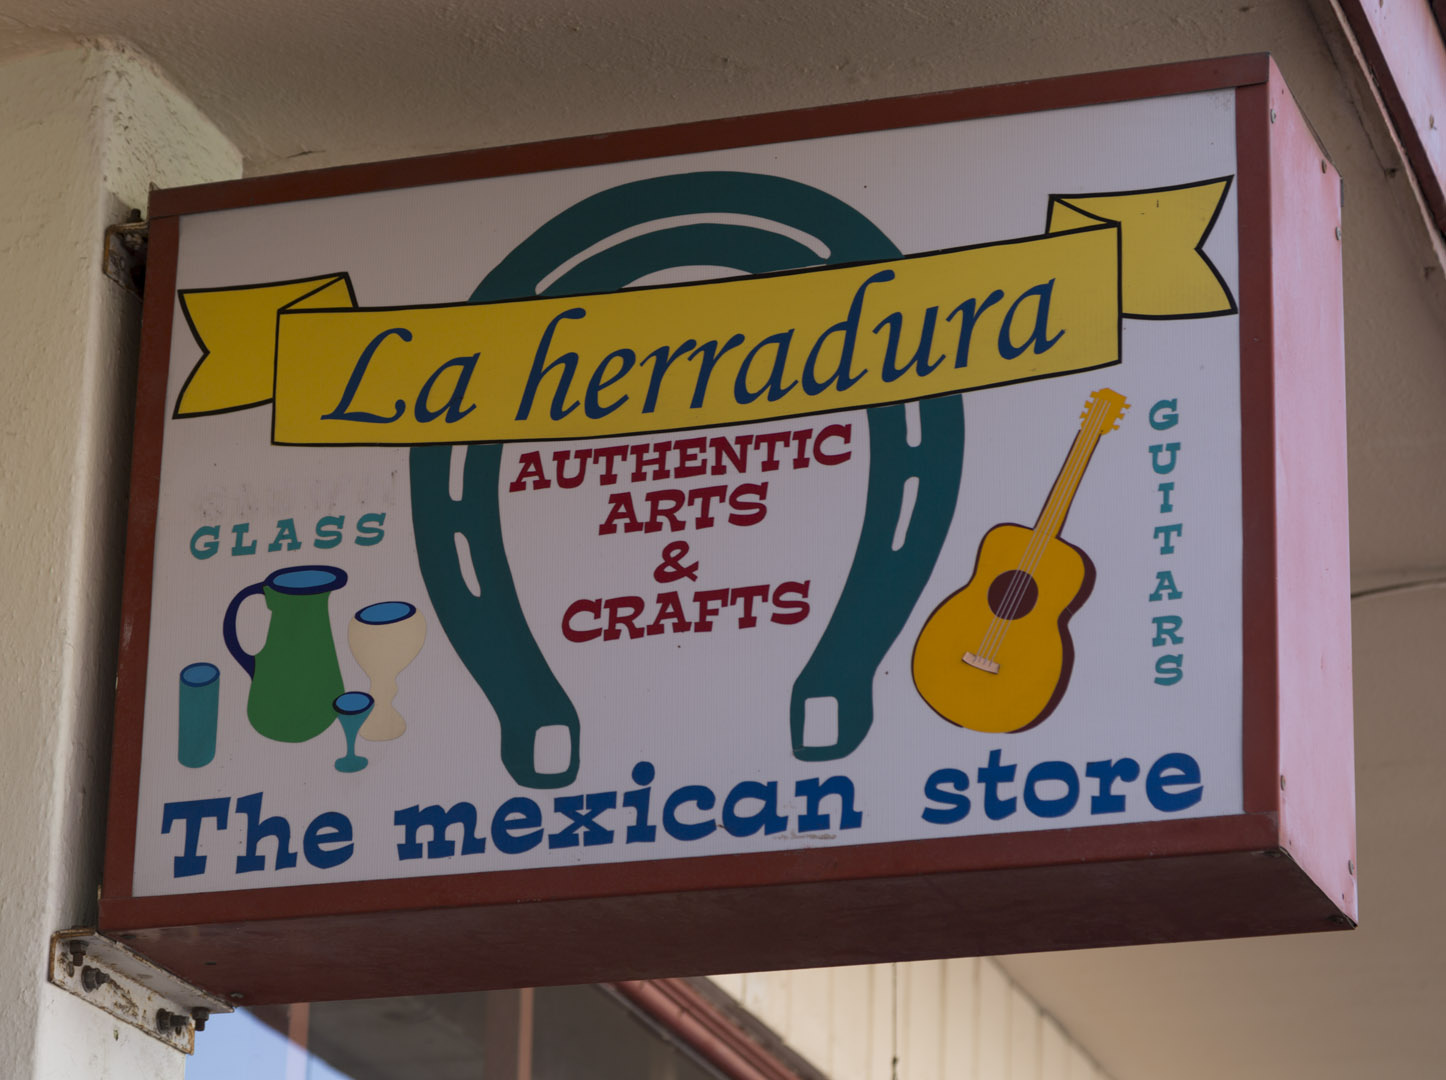 La herradura
AUTHENTIC
ARTS
&
CRAFTS
GLASS
GUITARS
The mexican store